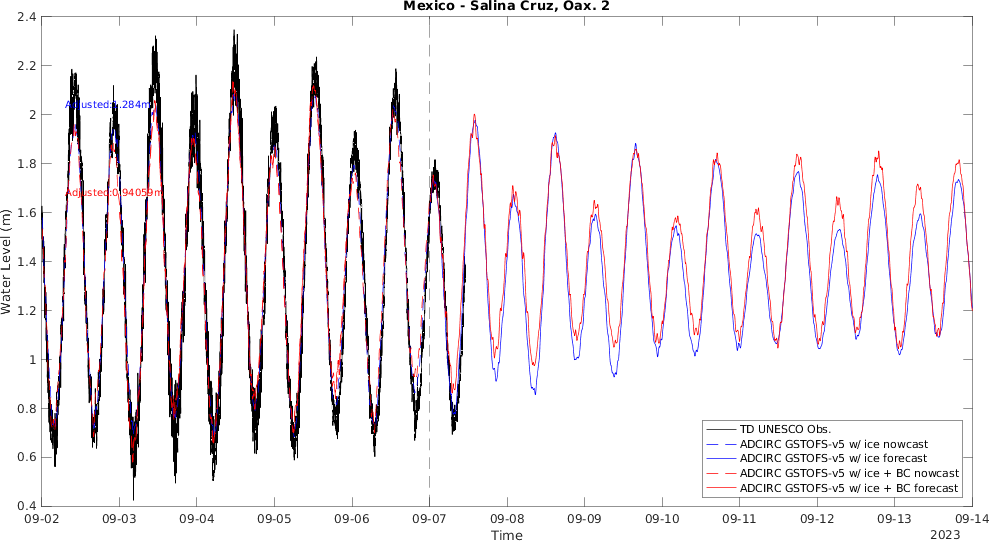 Mexico - Salina Cruz, Oax. 2
Water Level (m)
2.4
2.2
2
1.8
1.6
1.4
1.2
1
0.8
0.6
0.4
Adjusted:1.284m
Adjusted:0.94059m
TD UNESCO Obs.
ADCIRC GSTOFS-v5 w/ ice nowcast
ADCIRC GSTOFS-v5 w/ ice forecast
ADCIRC GSTOFS-v5 w/ ice + BC nowcast
ADCIRC GSTOFS-v5 w/ ice + BC forecast
09-02 09-03 09-04 09-05 09-06 09-07 09-08 09-09 09-10 09-11 09-12 09-13 09-14
Time
2023